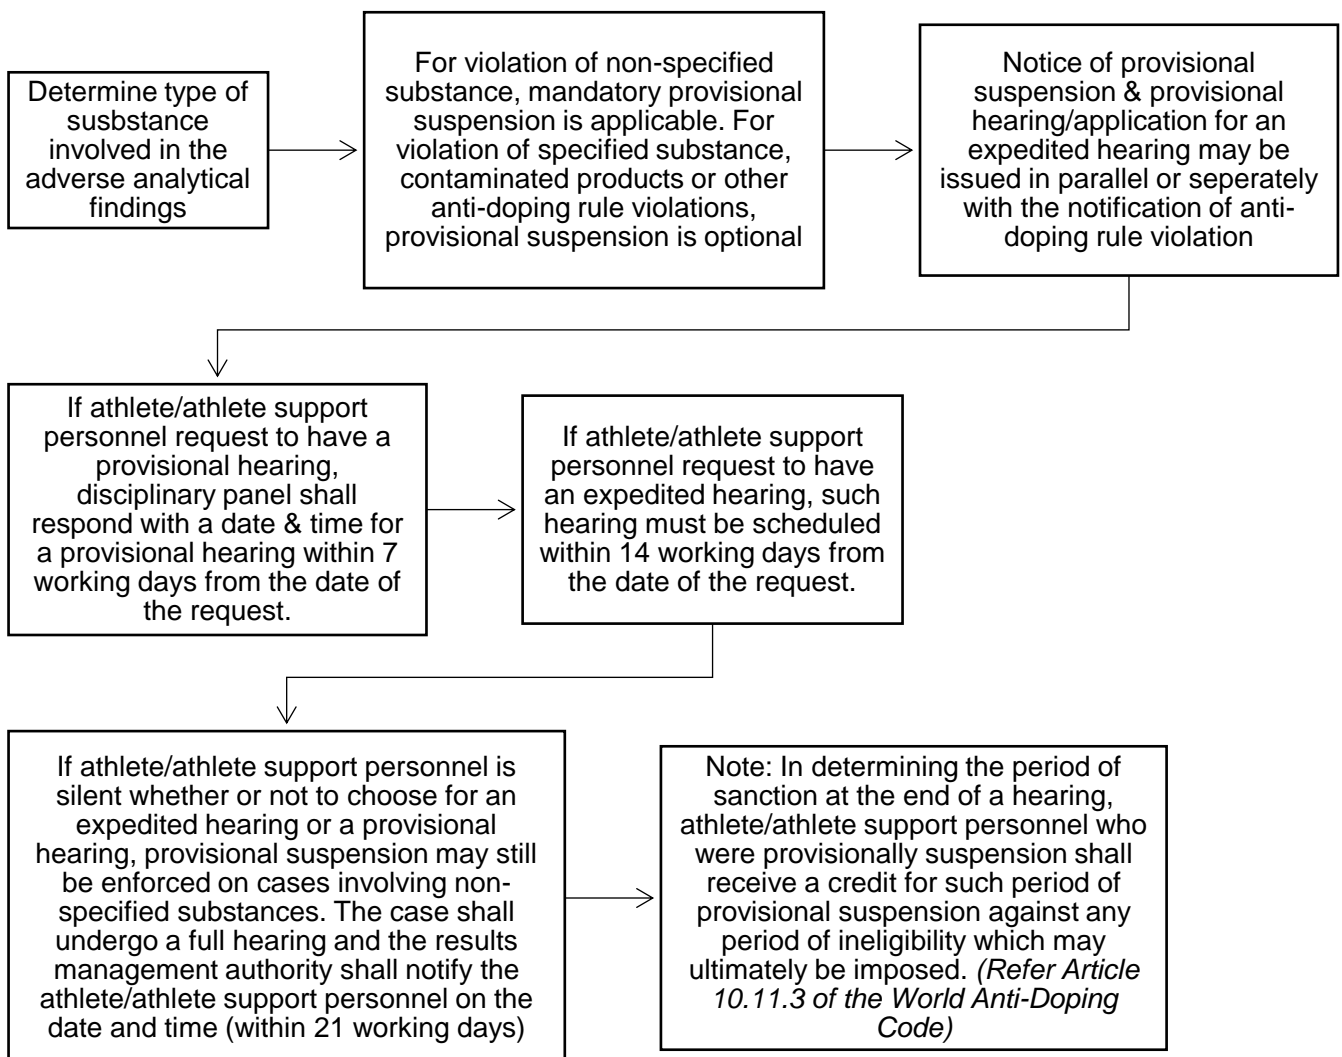 Determine type of
susbstance
involved in the
adverse analytical
findings
For violation of non-specified
substance, mandatory provisional
suspension is applicable. For
violation of specified substance,
contaminated products or other
anti-doping rule violations,
provisional suspension is optional
Notice of provisional
suspension & provisional
hearing/application for an
expedited hearing may be
issued in parallel or seperately
with the notification of anti-
doping rule violation
If athlete/athlete support
personnel request to have a
provisional hearing,
disciplinary panel shall
respond with a date & time for
a provisional hearing within 7
working days from the date of
the request.
If athlete/athlete support
personnel request to have
an expedited hearing, such
hearing must be scheduled
within 14 working days from
the date of the request.
If athlete/athlete support personnel is
silent whether or not to choose for an
expedited hearing or a provisional
hearing, provisional suspension may still
be enforced on cases involving non-
specified substances. The case shall
undergo a full hearing and the results
management authority shall notify the
athlete/athlete support personnel on the
date and time (within 21 working days)
Note: In determining the period of
sanction at the end of a hearing,
athlete/athlete support personnel who
were provisionally suspension shall
receive a credit for such period of
provisional suspension against any
period of ineligibility which may
ultimately be imposed. (Refer Article
10.11.3 of the World Anti-Doping
Code)